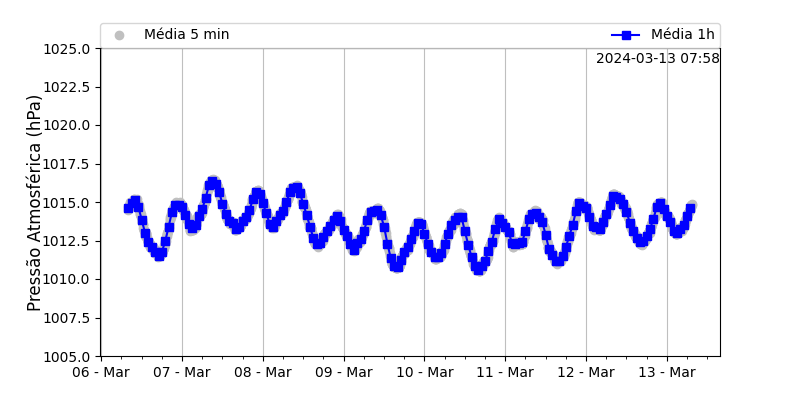 Média 5 min
Média 1h
2024-03-13 07:58
Pressão Atmosférica (hPa)
1025.0
1022.5
1020.0
1017.5
1015.0
1012.5
1010.0
1007.5
1005.0
06 - Mar
07 - Mar
08 - Mar
09 - Mar
10 - Mar
11 - Mar
12 - Mar
13 - Mar